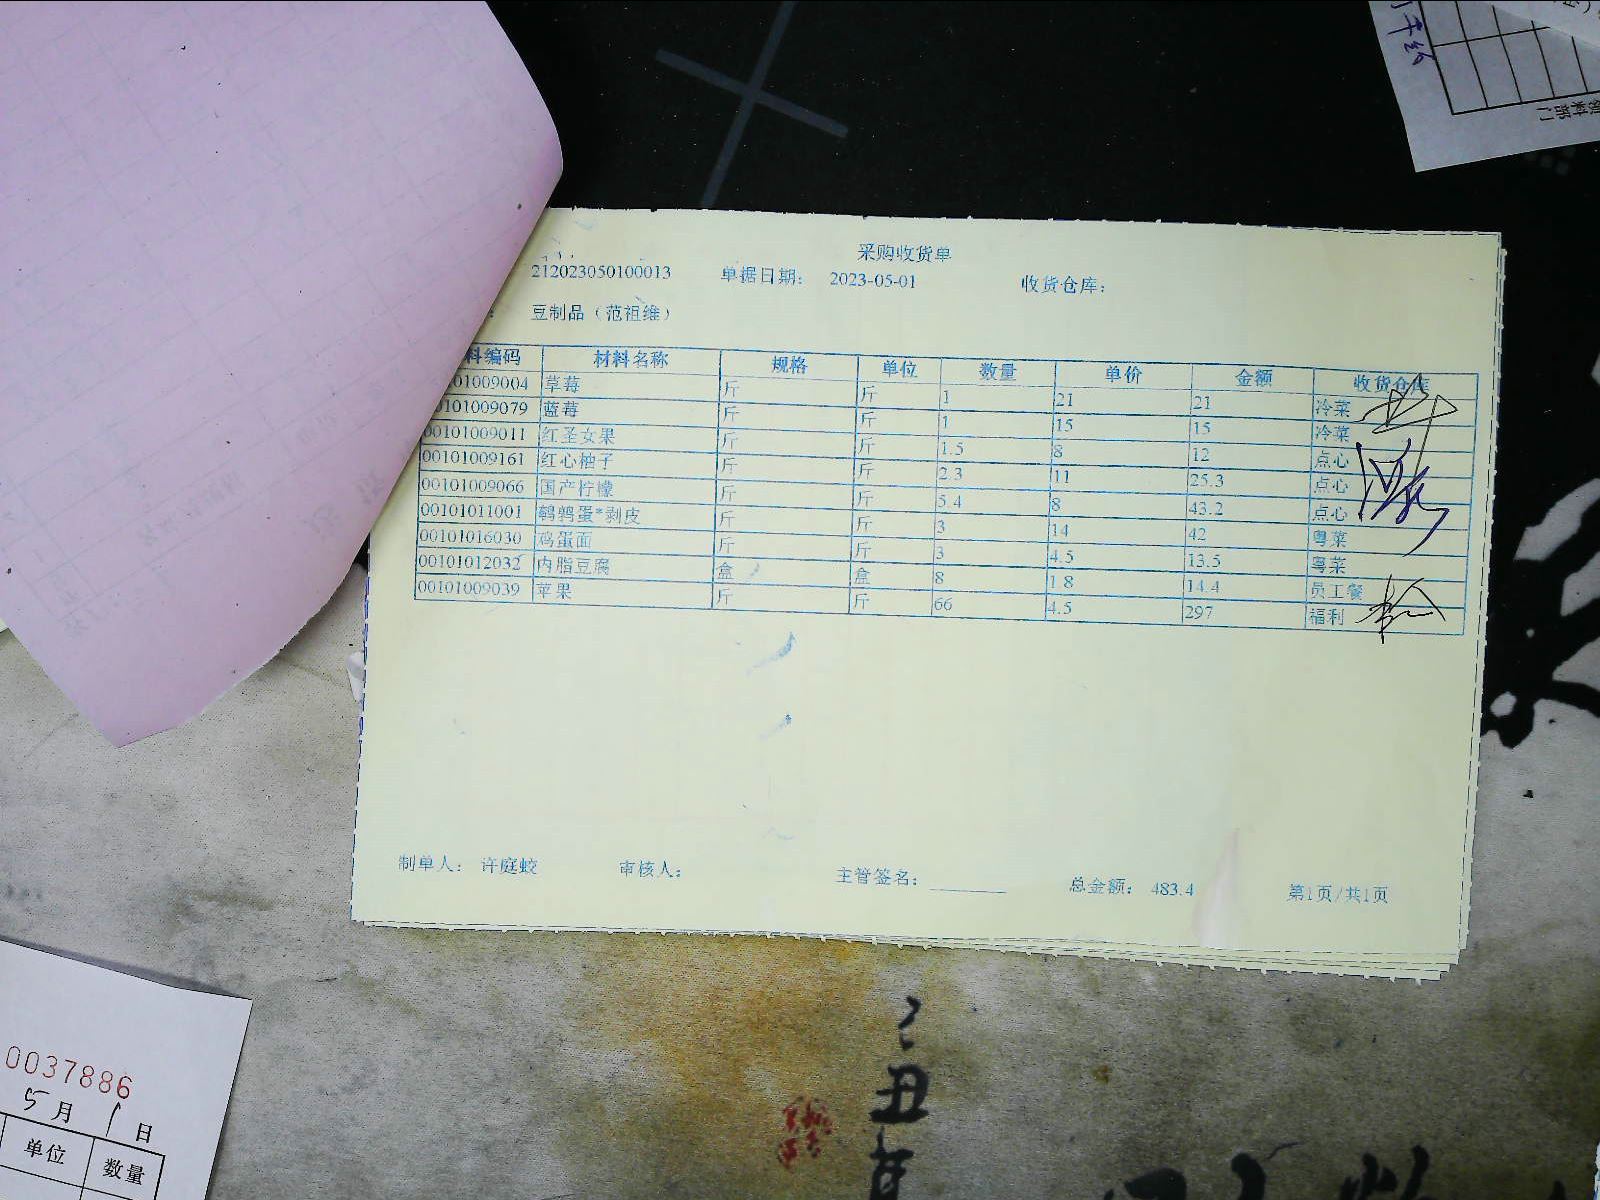 采购收货单
212023050100013 单据日期: 2023-05-01 收货仓库:
: 豆制品（范祖维）
料编码 材料名称 规格 单位 数量 单价 金额 收货仓库
01009004 草莓 斤 斤 1 21 21 冷菜
0101009079 蓝莓 斤 斤 1 15 15 冷菜
00101009011 红圣女果 斤 斤 1.5 8 12 点心
00101009161 红心柚子 斤 斤 2.3 11 25.3 点心
00101009066 国产柠檬 斤 斤 5.4 8 43.2 点心
00101011001 鹌鹑蛋*剥皮 斤 斤 3 14 42 粤菜
00101016030 鸡蛋面 斤 斤 3 4.5 13.5 粤菜
00101012032 内脂豆腐 盒 盒 8 1.8 14.4 员工餐
00101009039 苹果 斤 斤 66 4.5 297 福利
制单人: 许庭蛟 审核人: 主管签名: 总金额: 483.4 第1页/共1页
0037886
5月1日
单位 数量
丑